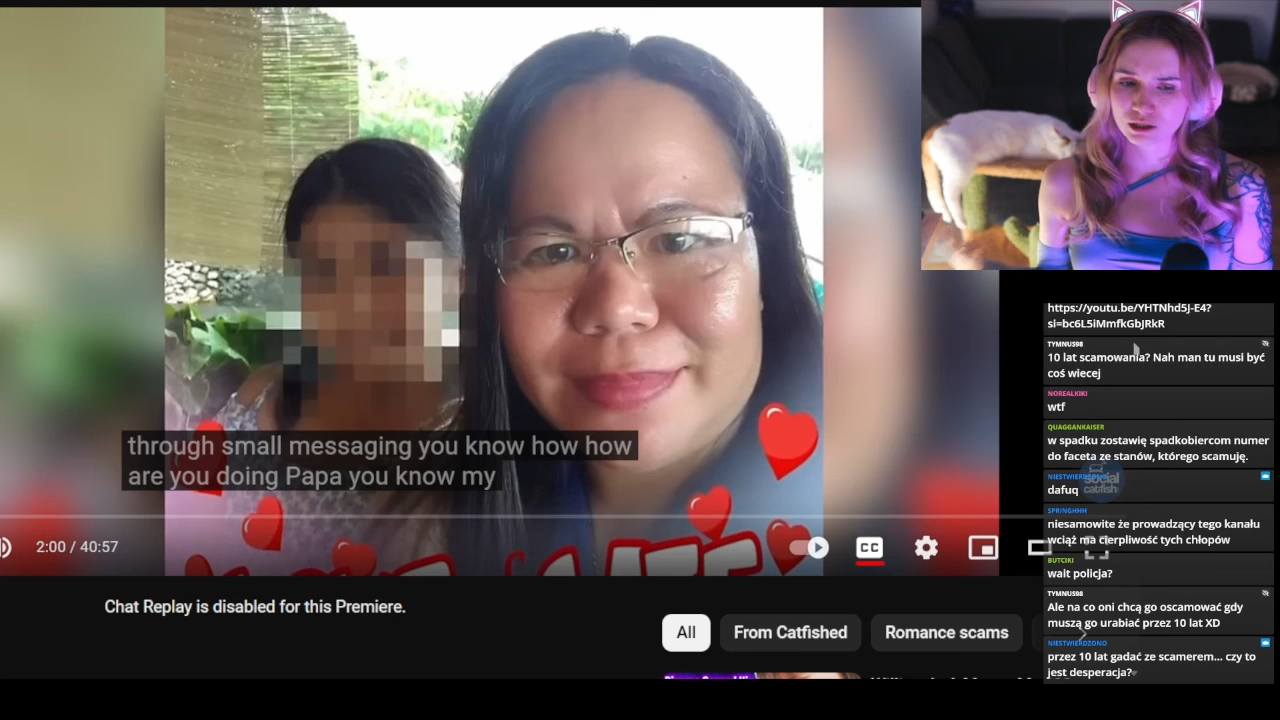 through small messaging you know how how
are you doing Papa you know my
2:00 / 40:57
CC
Chat Replay is disabled for this Premiere.
All
From Catfished
Romance scams
https://youtu.be/YHTNhd5J-E4?
si=bc6L5iMmfkGbJRkR
TYMNUS98
10 lat scamowania? Nah man tu musi być
coś wiecej
NOREALKIKI
wtf
QUAGGANKAISER
w spadku zostawię spadkobiercom numer
do faceta ze stanów, którego scamuję.
social
catfish
dafuq
SPRINGHHH
niesamowite że prowadzący tego kanału
wciąż ma cierpliwość tych chłopów
BUTCIKI
wait policja?
TYMNUS98
Ale na co oni chcą go oscamować gdy
muszą go urabiać przez 10 lat XD
NIESTWIERDZONO
przez 10 lat gadać ze scamerem... czy to
jest desperacja?